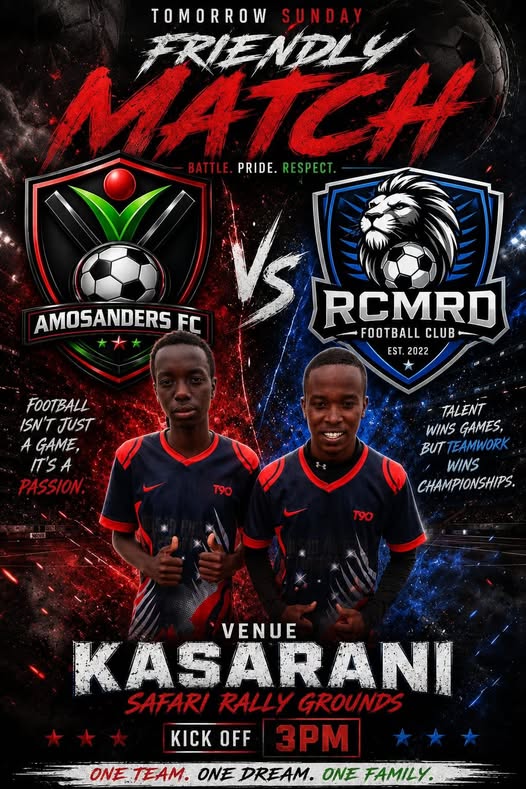 TOMORROW SUNDAY
FRIENDLY
MATCH
BATTLE. PRIDE. RESPECT.
AMOSANDERS FC
VS
RCMRD
FOOTBALL CLUB
EST. 2022
FOOTBALL
ISN'T JUST
A GAME,
IT'S A
PASSION.
TALENT
WINS GAMES,
BUT TEAMWORK
WINS
CHAMPIONSHIPS.
T90
T90
VENUE
KASARANI
SAFARI RALLY GROUNDS
KICK OFF 3PM
ONE TEAM. ONE DREAM. ONE FAMILY.